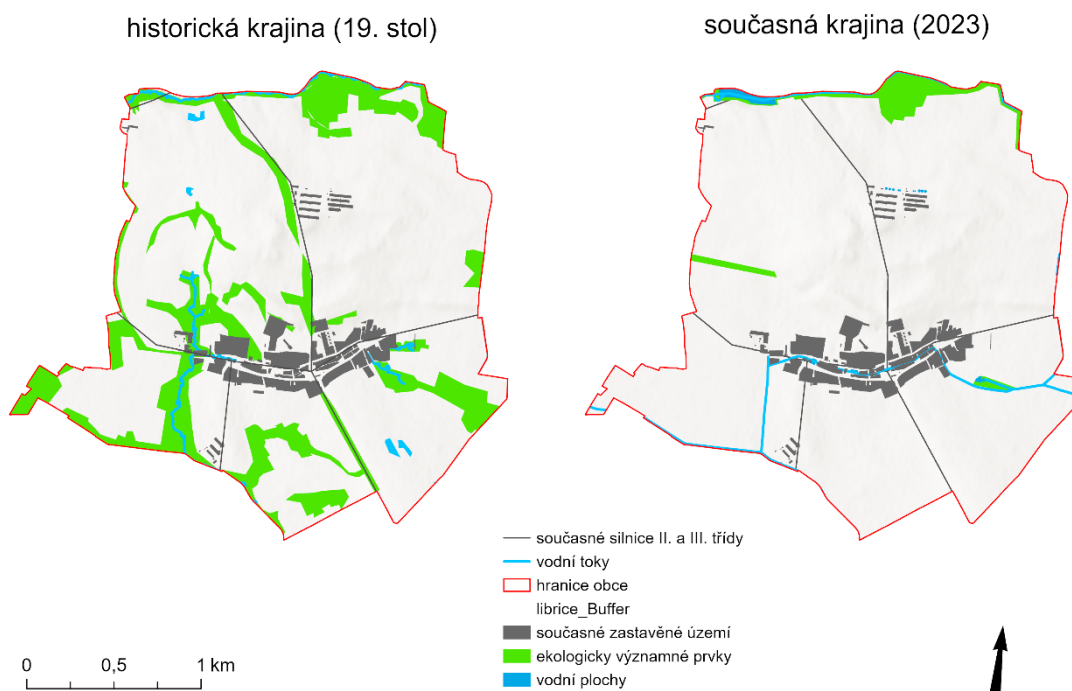 historická krajina (19. stol)
současná krajina (2023)
současné silnice II. a III. třídy
vodní toky
hranice obce
librice_Buffer
současné zastavěné území
ekologicky významné prvky
vodní plochy
0 0,5 1 km